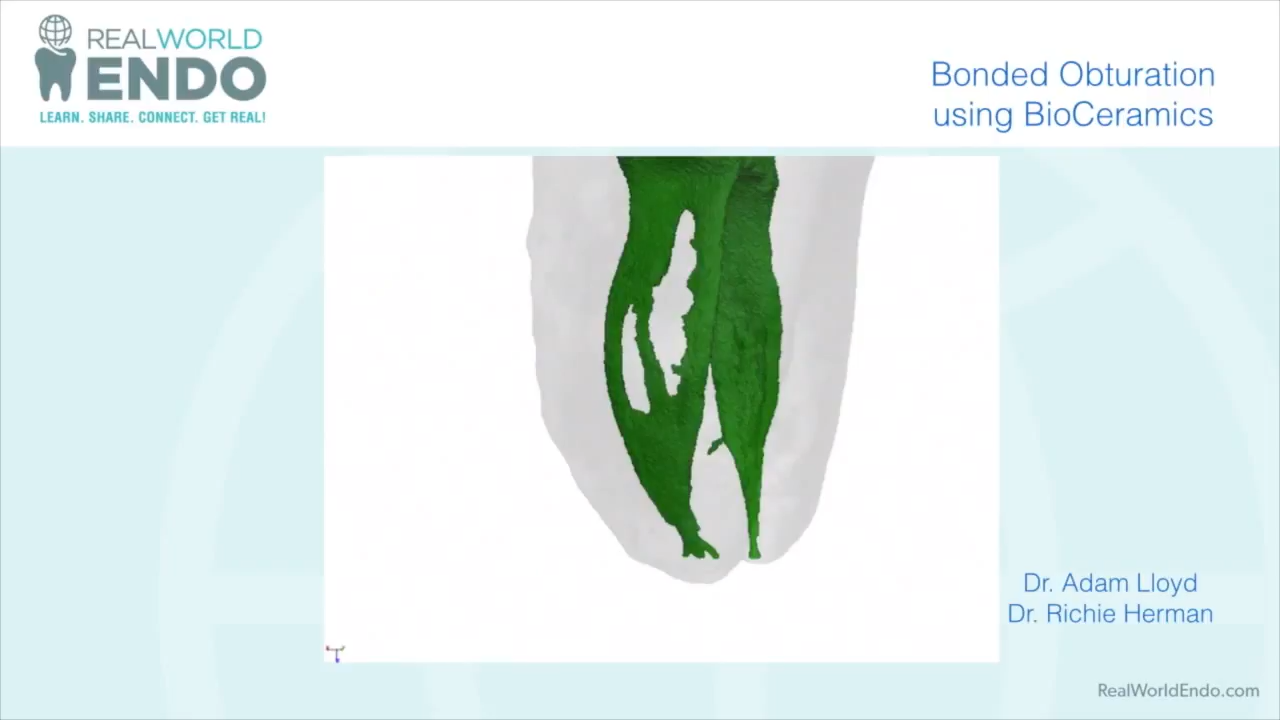 REALWORLD
ENDO
LEARN. SHARE. CONNECT. GET REAL!
Bonded Obturation
using BioCeramics
Dr. Adam Lloyd
Dr. Richie Herman
RealWorldEndo.com